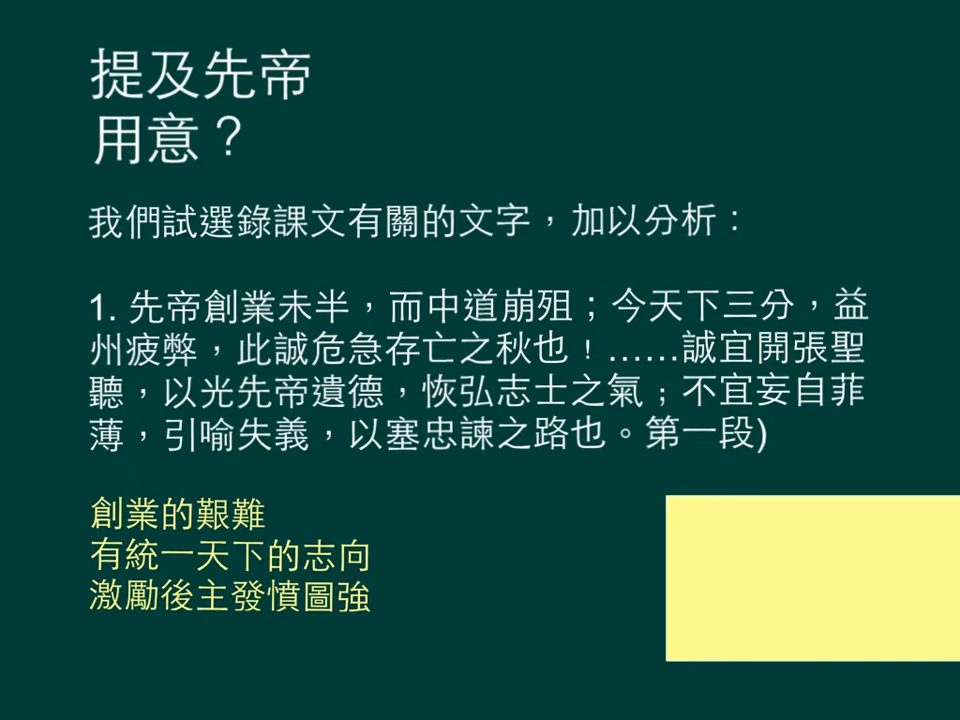 提及先帝
用意？
我們試選錄課文有關的文字，加以分析：
1. 先帝創業未半，而中道崩殂；今天下三分，益
州疲弊，此誠危急存亡之秋也！……誠宜開張聖
聽，以光先帝遺德，恢弘志士之氣；不宜妄自菲
薄，引喻失義，以塞忠諫之路也。第一段)
創業的艱難
有統一天下的志向
激勵後主發憤圖強